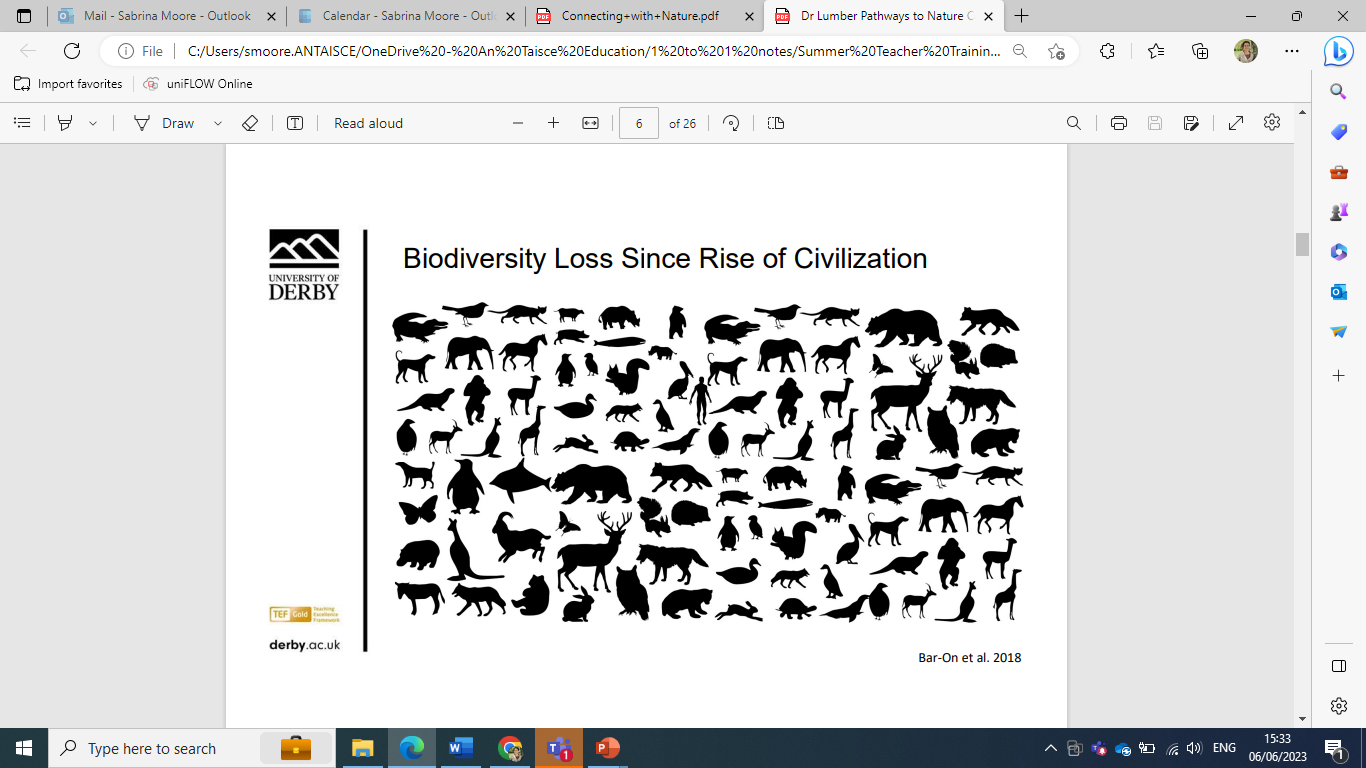 Mail - Sabrina Moore - Outlook
Calendar - Sabrina Moore - Outl
Connecting+with+Nature.pdf
Dr Lumber Pathways to Nature C
File
C:/Users/smoore.ANTAISCE/OneDrive%20-%20An%20Taisce%20Education/1%20to%201%20notes/Summer%20Teacher%20Trainin...
Import favorites
uniFLOW Online
Draw
Read aloud
6
of 26
UNIVERSITY OF
DERBY
Biodiversity Loss Since Rise of Civilization
TEF Gold
Teaching
Excellence
Framework
derby.ac.uk
Bar-On et al. 2018
Type here to search
1
ENG
15:33
06/06/2023
1